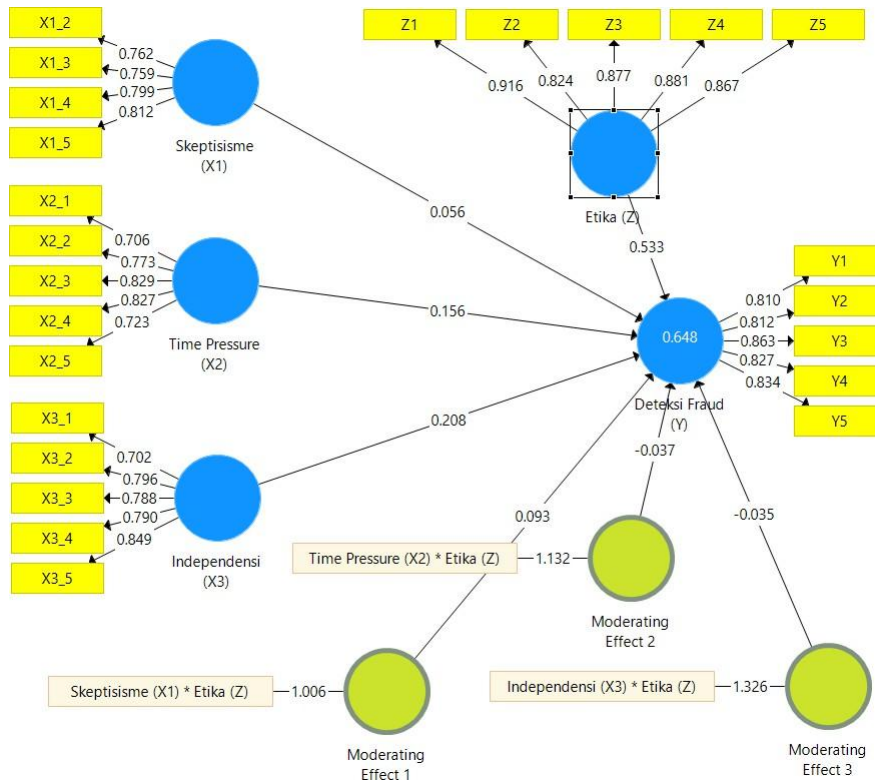 X1_2
X1_3
X1_4
X1_5
0.762
0.759
0.799
0.812
Skeptisisme
(X1)
Z1
Z2
Z3
Z4
Z5
0.916
0.824
0.877
0.881
0.867
Etika (Z)
0.533
0.056
X2_1
X2_2
X2_3
X2_4
X2_5
0.706
0.773
0.829
0.827
0.723
Time Pressure
(X2)
0.156
0.648
Deteksi Fraud
(Y)
0.810
0.812
0.863
0.827
0.834
Y1
Y2
Y3
Y4
Y5
X3_1
X3_2
X3_3
X3_4
X3_5
0.702
0.796
0.788
0.790
0.849
Independensi
(X3)
0.208
-0.037
0.093
-0.035
Time Pressure (X2) * Etika (Z)
1.132
Moderating
Effect 2
Skeptisisme (X1) * Etika (Z)
1.006
Moderating
Effect 1
Independensi (X3) * Etika (Z)
1.326
Moderating
Effect 3